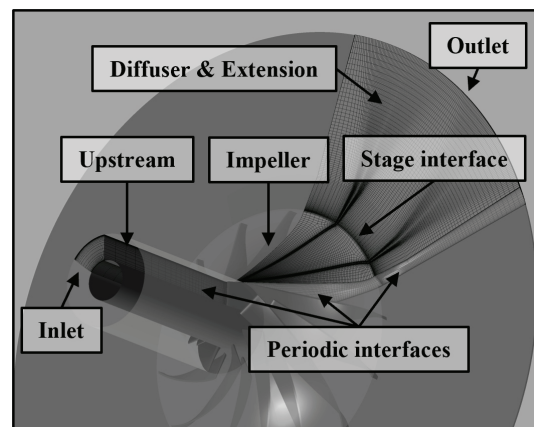 Outlet
Diffuser & Extension
Upstream
Impeller
Stage interface
Inlet
Periodic interfaces